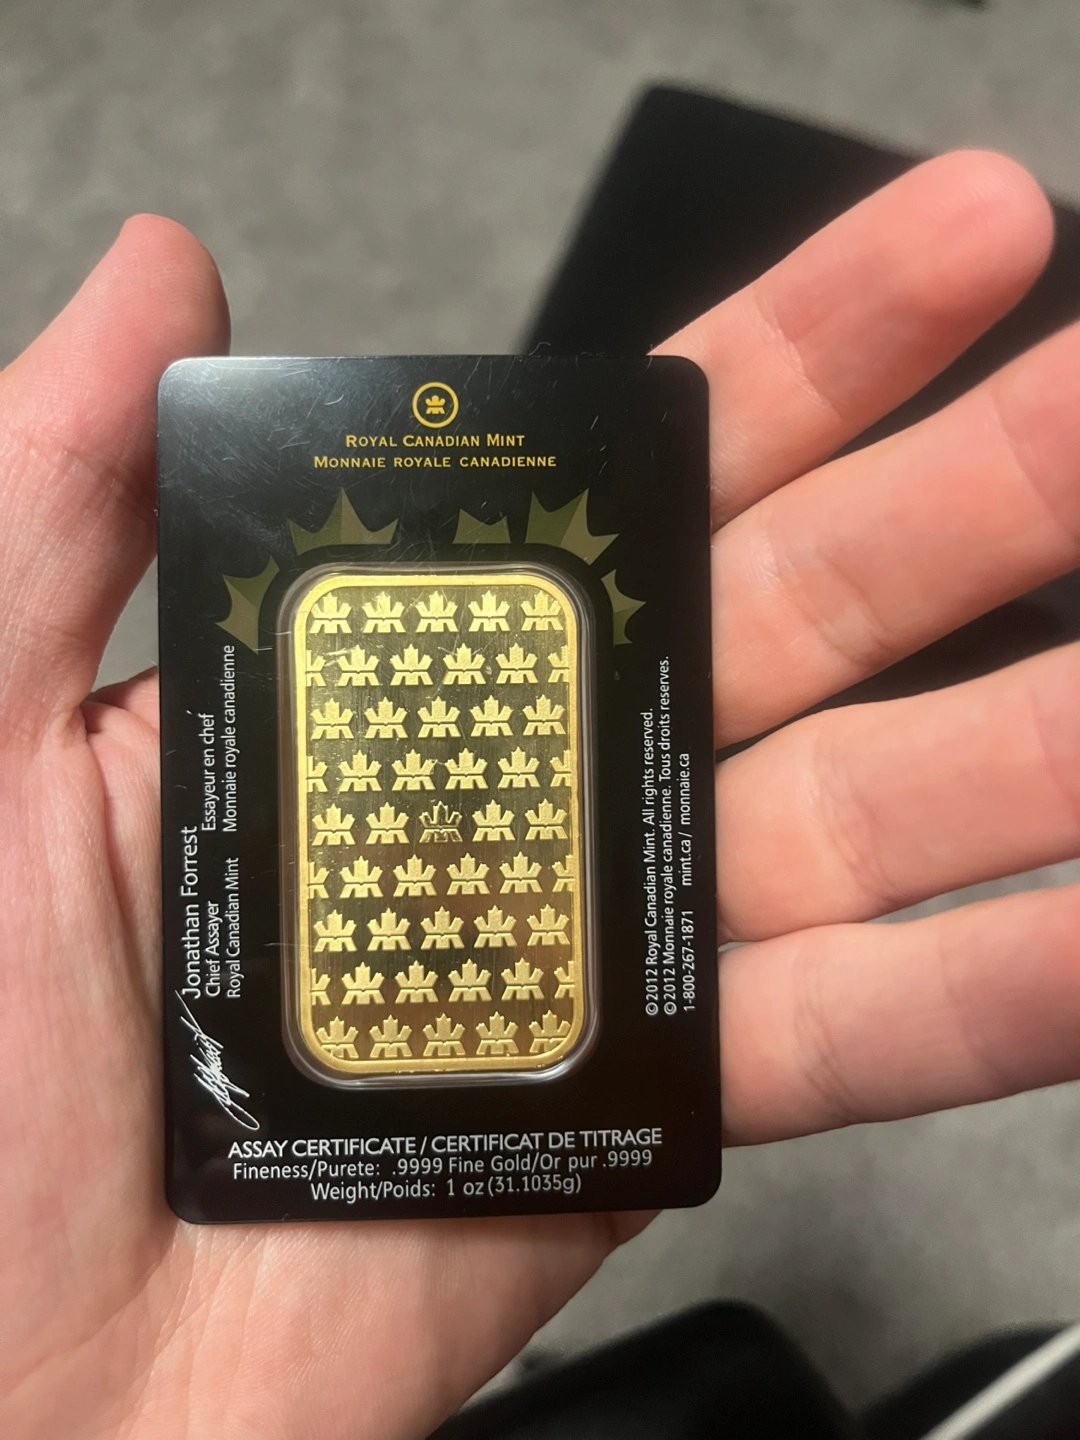 ROYAL CANADIAN MINT
MONNAIE ROYALE CANADIENNE
Jonathan Forrest
Chief Assayer Essayeur en chef
Royal Canadian Mint Monnaie royale canadienne
©2012 Royal Canadian Mint. All rights reserved.
©2012 Monnaie royale canadienne. Tous droits reserves.
1-800-267-1871 mint.ca / monnaie.ca
ASSAY CERTIFICATE / CERTIFICAT DE TITRAGE
Fineness/Purete: .9999 Fine Gold/Or pur .9999
Weight/Poids: 1 oz (31.1035g)